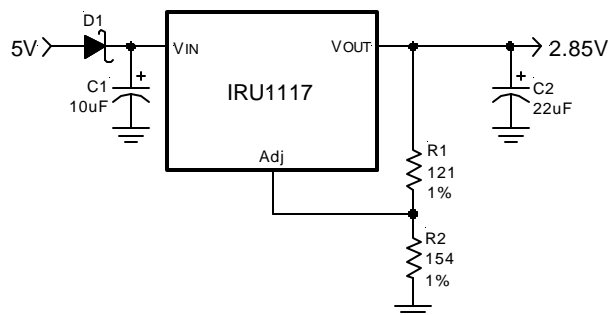 D1
5V
VIN
VOUT
2.85V
C1
10uF
IRU1117
C2
22uF
Adj
R1
121
1%
R2
154
1%